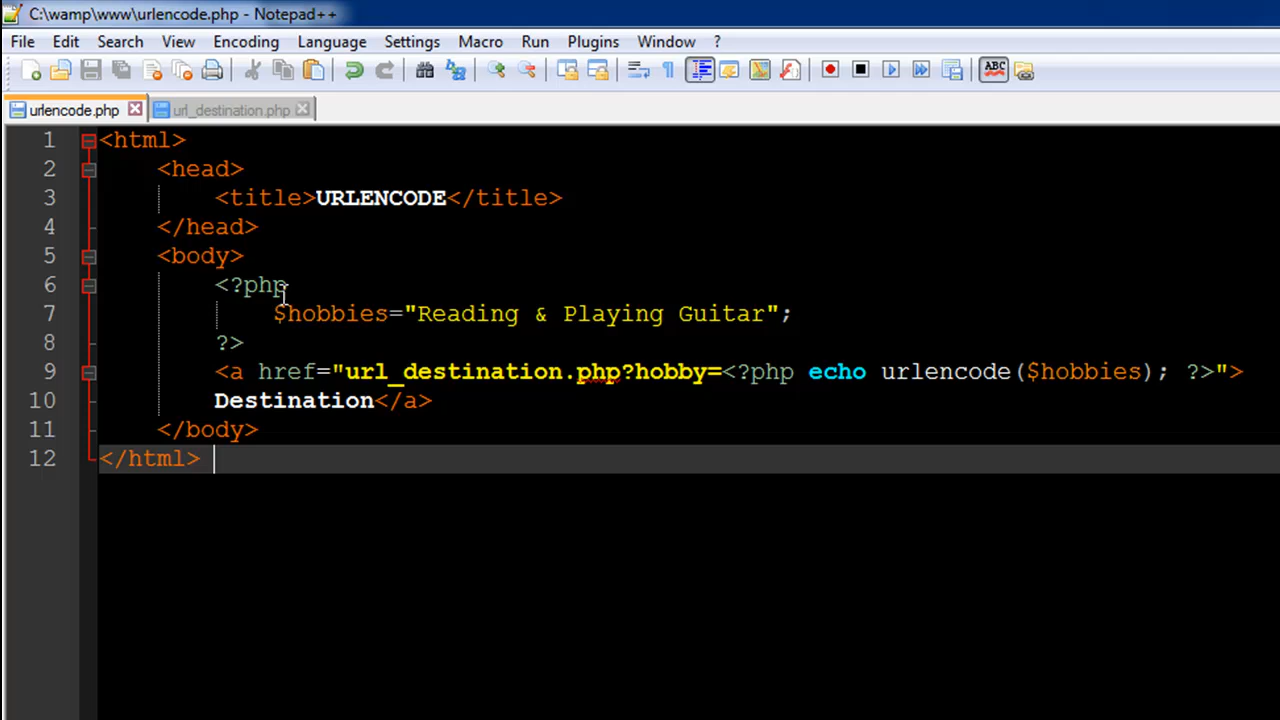 C:\wamp\www\urlencode.php - Notepad++
File Edit Search View Encoding Language Settings Macro Run Plugins Window ?
ABC
urlencode.php url_destination.php
1 <html>
2 <head>
3 <title>URLENCODE</title>
4 </head>
5 <body>
6 <?php
7 $hobbies="Reading & Playing Guitar";
8 ?>
9 <a href="url_destination.php?hobby=<?php echo urlencode($hobbies); ?>">
10 Destination</a>
11 </body>
12 </html>